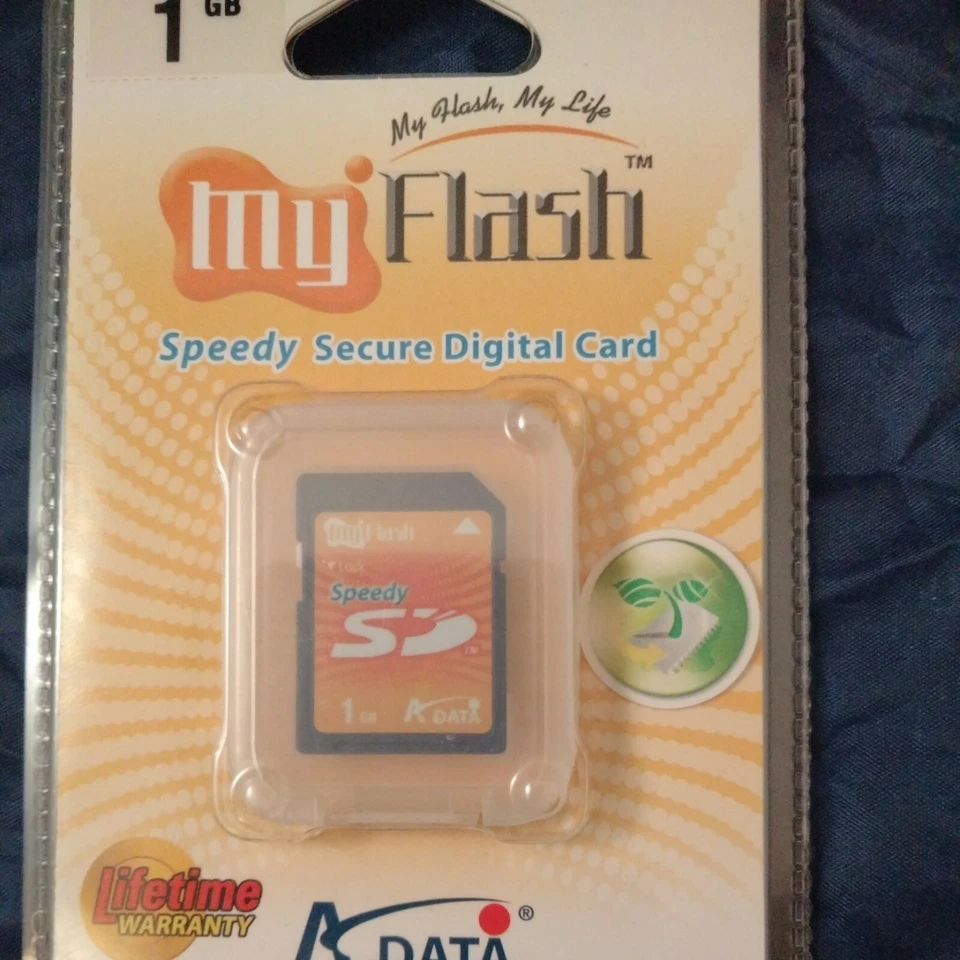 1 GB
My Flash, My Life
my Flash™
Speedy Secure Digital Card
my Flash
▼Lock
Speedy
SD™
1 GB
A DATA
Lifetime
WARRANTY
A DATA®